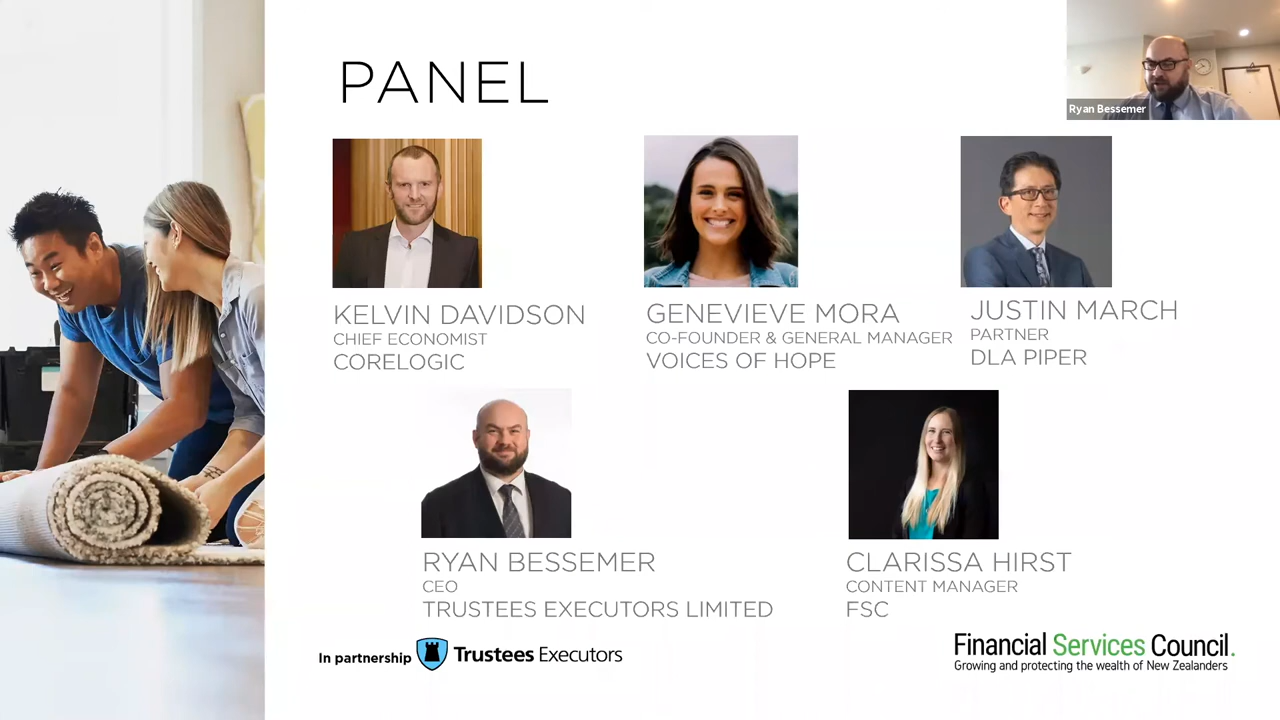 PANEL
Ryan Bessemer
KELVIN DAVIDSON
CHIEF ECONOMIST
CORELOGIC
GENEVIEVE MORA
CO-FOUNDER & GENERAL MANAGER
VOICES OF HOPE
JUSTIN MARCH
PARTNER
DLA PIPER
RYAN BESSEMER
CEO
TRUSTEES EXECUTORS LIMITED
CLARISSA HIRST
CONTENT MANAGER
FSC
In partnership Trustees Executors
Financial Services Council.
Growing and protecting the wealth of New Zealanders